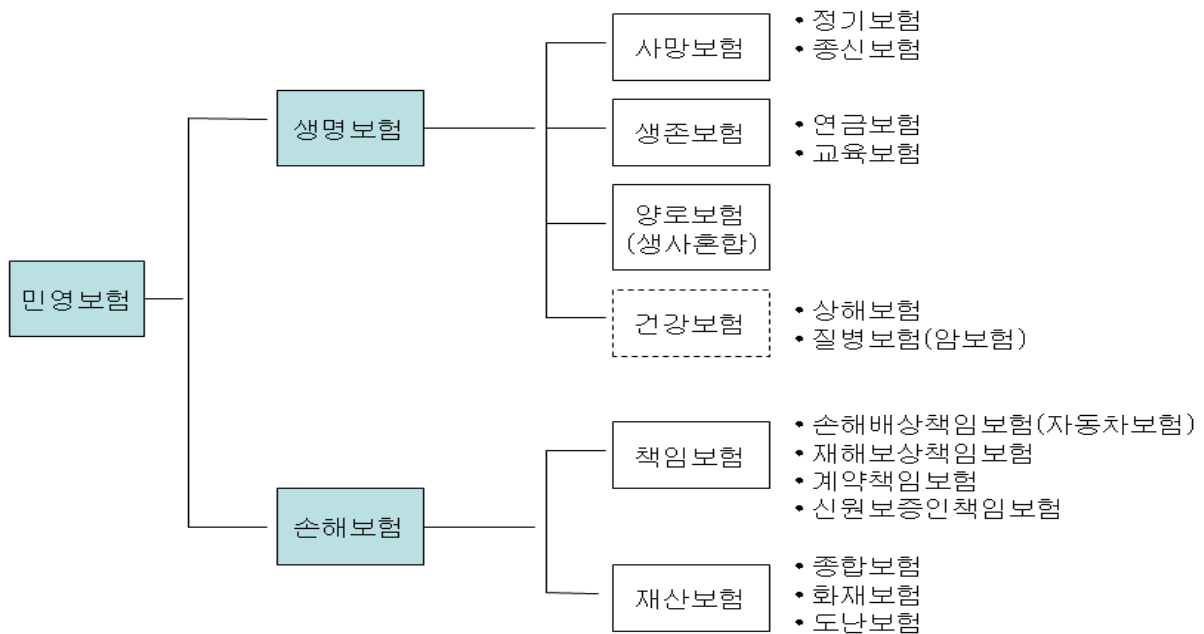 사망보험
• 정기보험
• 종신보험
생명보험
생존보험
• 연금보험
• 교육보험
양로보험
(생사혼합)
민영보험
건강보험
• 상해보험
• 질병보험(암보험)
책임보험
• 손해배상책임보험(자동차보험)
• 재해보상책임보험
• 계약책임보험
• 신원보증인책임보험
손해보험
재산보험
• 종합보험
• 화재보험
• 도난보험